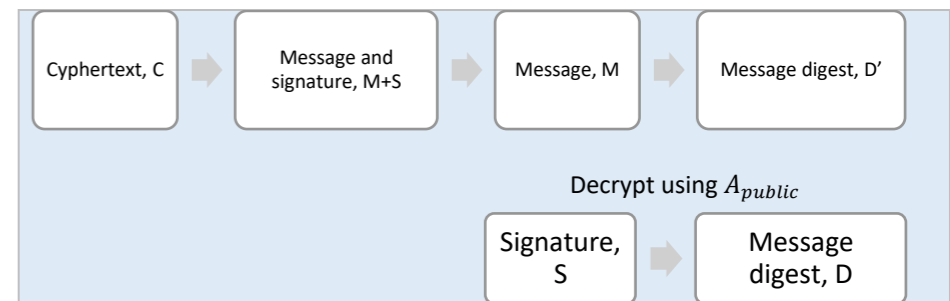 Cyphertext, C
Message and
signature, M+S
Message, M
Message digest, D’
Decrypt using A_public
Signature,
S
Message
digest, D